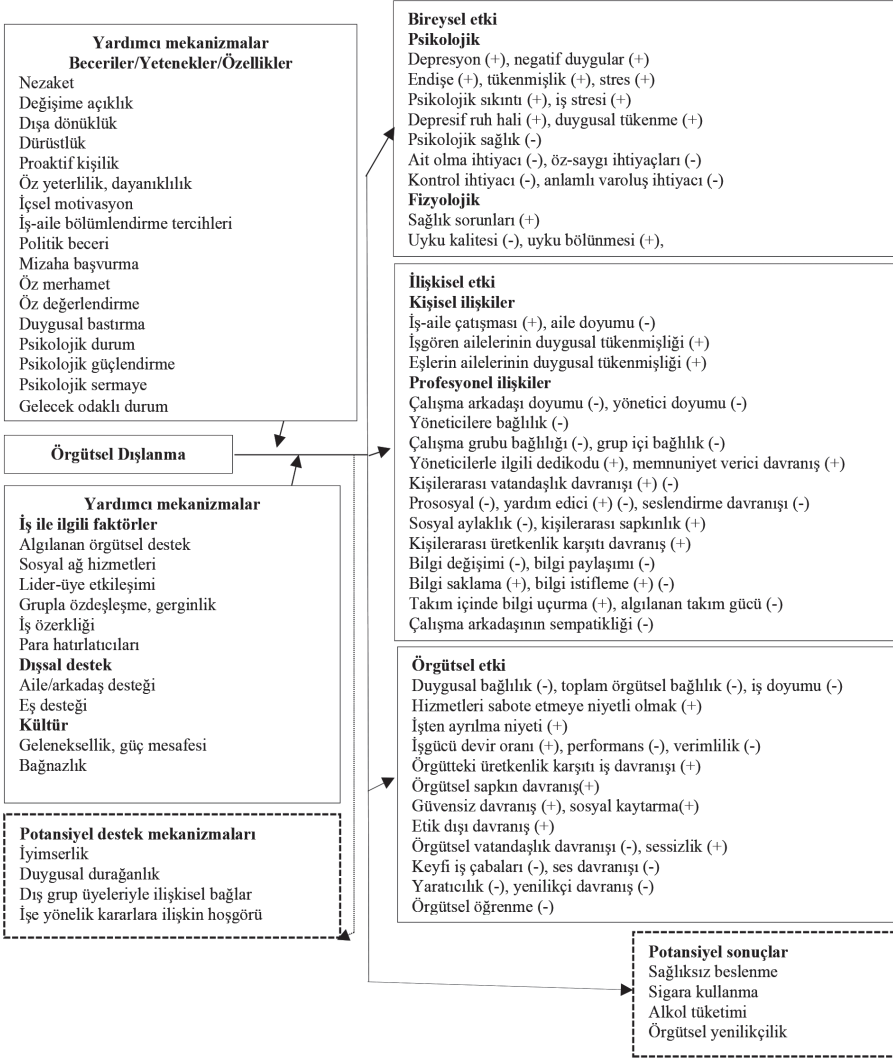 Yardımcı mekanizmalar
Beceriler/Yetenekler/Özellikler
Nezaket
Değişime açıklık
Dışa dönüklük
Dürüstlük
Proaktif kişilik
Öz yeterlilik, dayanıklılık
İçsel motivasyon
İş-aile bölümlendirme tercihleri
Politik beceri
Mizaha başvurma
Öz merhamet
Öz değerlendirme
Duygusal bastırma
Psikolojik durum
Psikolojik güçlendirme
Psikolojik sermaye
Gelecek odaklı durum
Örgütsel Dışlanma
Yardımcı mekanizmalar
İş ile ilgili faktörler
Algılanan örgütsel destek
Sosyal ağ hizmetleri
Lider-üye etkileşimi
Grupla özdeşleşme, gerginlik
İş özerkliği
Para hatırlatıcıları
Dışsal destek
Aile/arkadaş desteği
Eş desteği
Kültür
Geleneksellik, güç mesafesi
Bağnazlık
Potansiyel destek mekanizmaları
İyimserlik
Duygusal durağanlık
Dış grup üyeleriyle ilişkisel bağlar
İşe yönelik kararlara ilişkin hoşgörü
Bireysel etki
Psikolojik
Depresyon (+), negatif duygular (+)
Endişe (+), tükenmişlik (+), stres (+)
Psikolojik sıkıntı (+), iş stresi (+)
Depresif ruh hali (+), duygusal tükenme (+)
Psikolojik sağlık (-)
Ait olma ihtiyacı (-), öz-saygı ihtiyaçları (-)
Kontrol ihtiyacı (-), anlamlı varoluş ihtiyacı (-)
Fizyolojik
Sağlık sorunları (+)
Uyku kalitesi (-), uyku bölünmesi (+),
İlişkisel etki
Kişisel ilişkiler
İş-aile çatışması (+), aile doyumu (-)
İşgören ailelerinin duygusal tükenmişliği (+)
Eşlerin ailelerinin duygusal tükenmişliği (+)
Profesyonel ilişkiler
Çalışma arkadaşı doyumu (-), yönetici doyumu (-)
Yöneticilere bağlılık (-)
Çalışma grubu bağlılığı (-), grup içi bağlılık (-)
Yöneticilerle ilgili dedikodu (+), memnuniyet verici davranış (+)
Kişilerarası vatandaşlık davranışı (+) (-)
Prososyal (-), yardım edici (+) (-), seslendirme davranışı (-)
Sosyal aylaklık (-), kişilerarası sapkınlık (+)
Kişilerarası üretkenlik karşıtı davranış (+)
Bilgi değişimi (-), bilgi paylaşımı (-)
Bilgi saklama (+), bilgi istifleme (+) (-)
Takım içinde bilgi uçurma (+), algılanan takım gücü (-)
Çalışma arkadaşının sempatikliği (-)
Örgütsel etki
Duygusal bağlılık (-), toplam örgütsel bağlılık (-), iş doyumu (-)
Hizmetleri sabote etmeye niyetli olmak (+)
İşten ayrılma niyeti (+)
İşgücü devir oranı (+), performans (-), verimlilik (-)
Örgütteki üretkenlik karşıtı iş davranışı (+)
Örgütsel sapkın davranış(+)
Güvensiz davranış (+), sosyal kaytarma(+)
Etik dışı davranış (+)
Örgütsel vatandaşlık davranışı (-), sessizlik (+)
Keyfi iş çabaları (-), ses davranışı (-)
Yaratıcılık (-), yenilikçi davranış (-)
Örgütsel öğrenme (-)
Potansiyel sonuçlar
Sağlıksız beslenme
Sigara kullanma
Alkol tüketimi
Örgütsel yenilikçilik